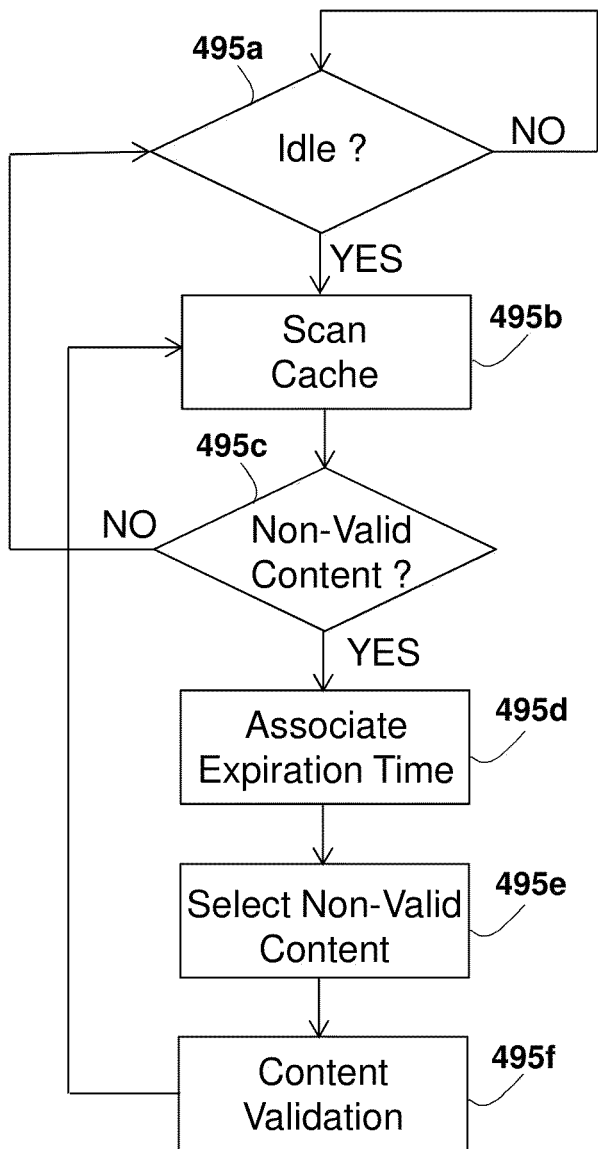 495a
Idle ?
NO
YES
Scan
Cache
495b
495c
NO
Non-Valid
Content ?
YES
Associate
Expiration Time
495d
Select Non-Valid
Content
495e
Content
Validation
495f